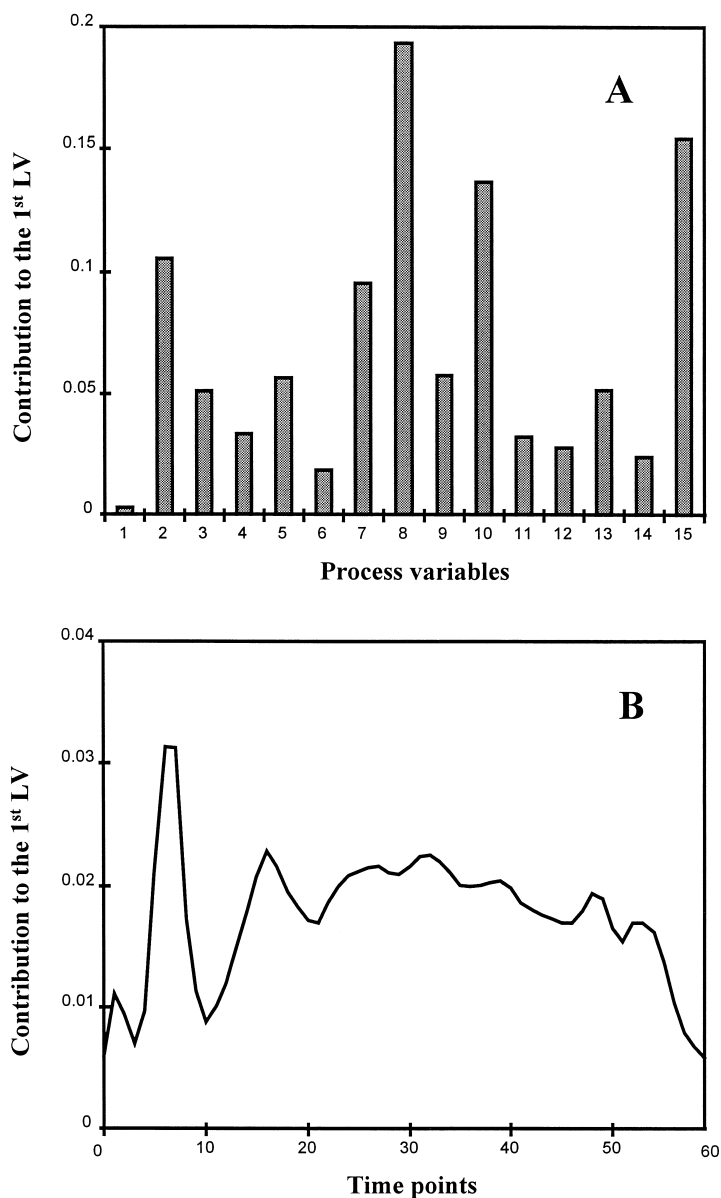 0.2
A
0.15
0.1
0.05
0
Contribution to the 1st LV
1 2 3 4 5 6 7 8 9 10 11 12 13 14 15
Process variables
0.04
B
0.03
0.02
0.01
0
Contribution to the 1st LV
0 10 20 30 40 50 60
Time points